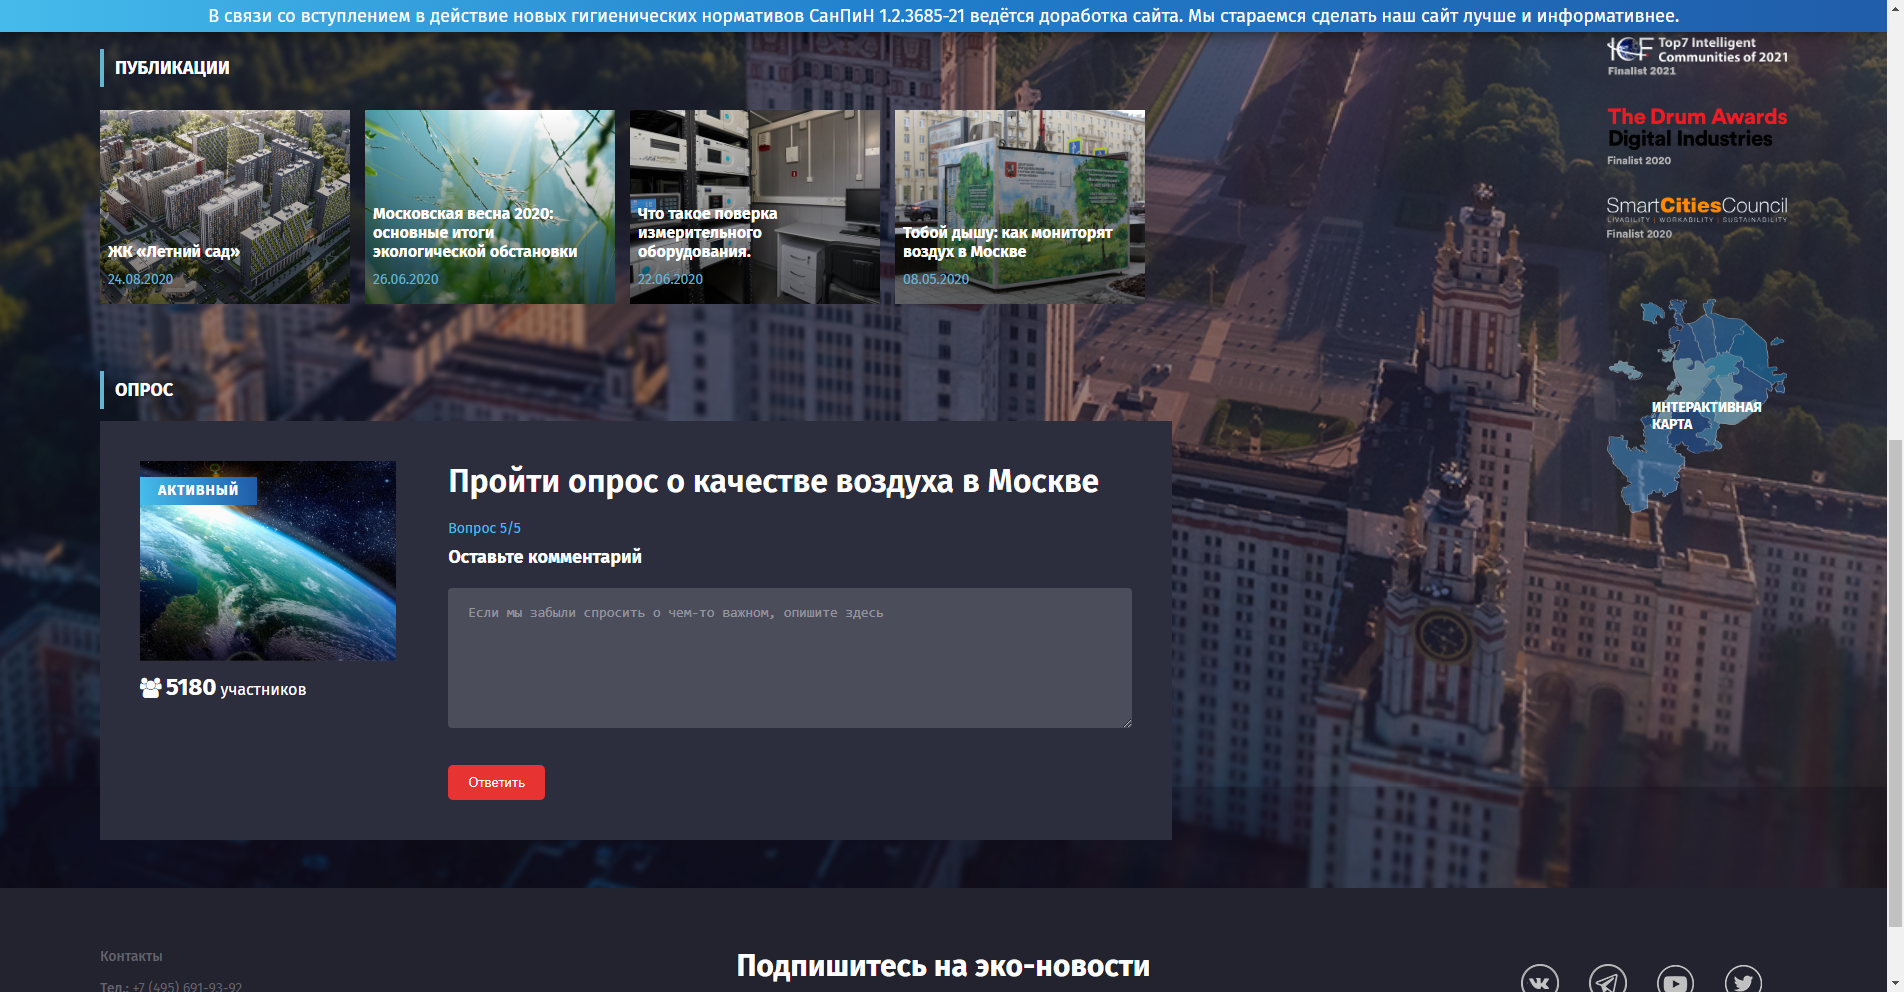 В связи со вступлением в действие новых гигиенических нормативов СанПиН 1.2.3685-21 ведётся доработка сайта. Мы стараемся сделать наш сайт лучше и информативнее.
ПУБЛИКАЦИИ
ЖК «Летний сад»
24.08.2020
Московская весна 2020:
основные итоги
экологической обстановки
26.06.2020
Что такое поверка
измерительного
оборудования.
22.06.2020
Тобой дышу: как мониторят
воздух в Москве
08.05.2020
ICF Top7 Intelligent
Communities of 2021
Finalist 2021
The Drum Awards
Digital Industries
Finalist 2020
SmartCitiesCouncil
LIVABILITY | WORKABILITY | SUSTAINABILITY
Finalist 2020
ИНТЕРАКТИВНАЯ
КАРТА
ОПРОС
АКТИВНЫЙ
5180 участников
Пройти опрос о качестве воздуха в Москве
Вопрос 5/5
Оставьте комментарий
Если мы забыли спросить о чем-то важном, опишите здесь
Ответить
Контакты
Тел.: +7 (495) 691-93-92
Подпишитесь на эко-новости